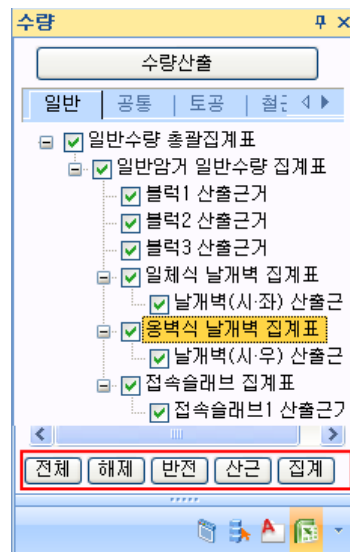 수량
수량산출
일반 공통 토공 철근
일반수량 총괄집계표
일반암거 일반수량 집계표
블럭1 산출근거
블럭2 산출근거
블럭3 산출근거
일체식 날개벽 집계표
날개벽(시·좌) 산출근
옹벽식 날개벽 집계표
날개벽(시·우) 산출근
접속슬래브 집계표
접속슬래브1 산출근거
전체 해제 반전 산근 집계